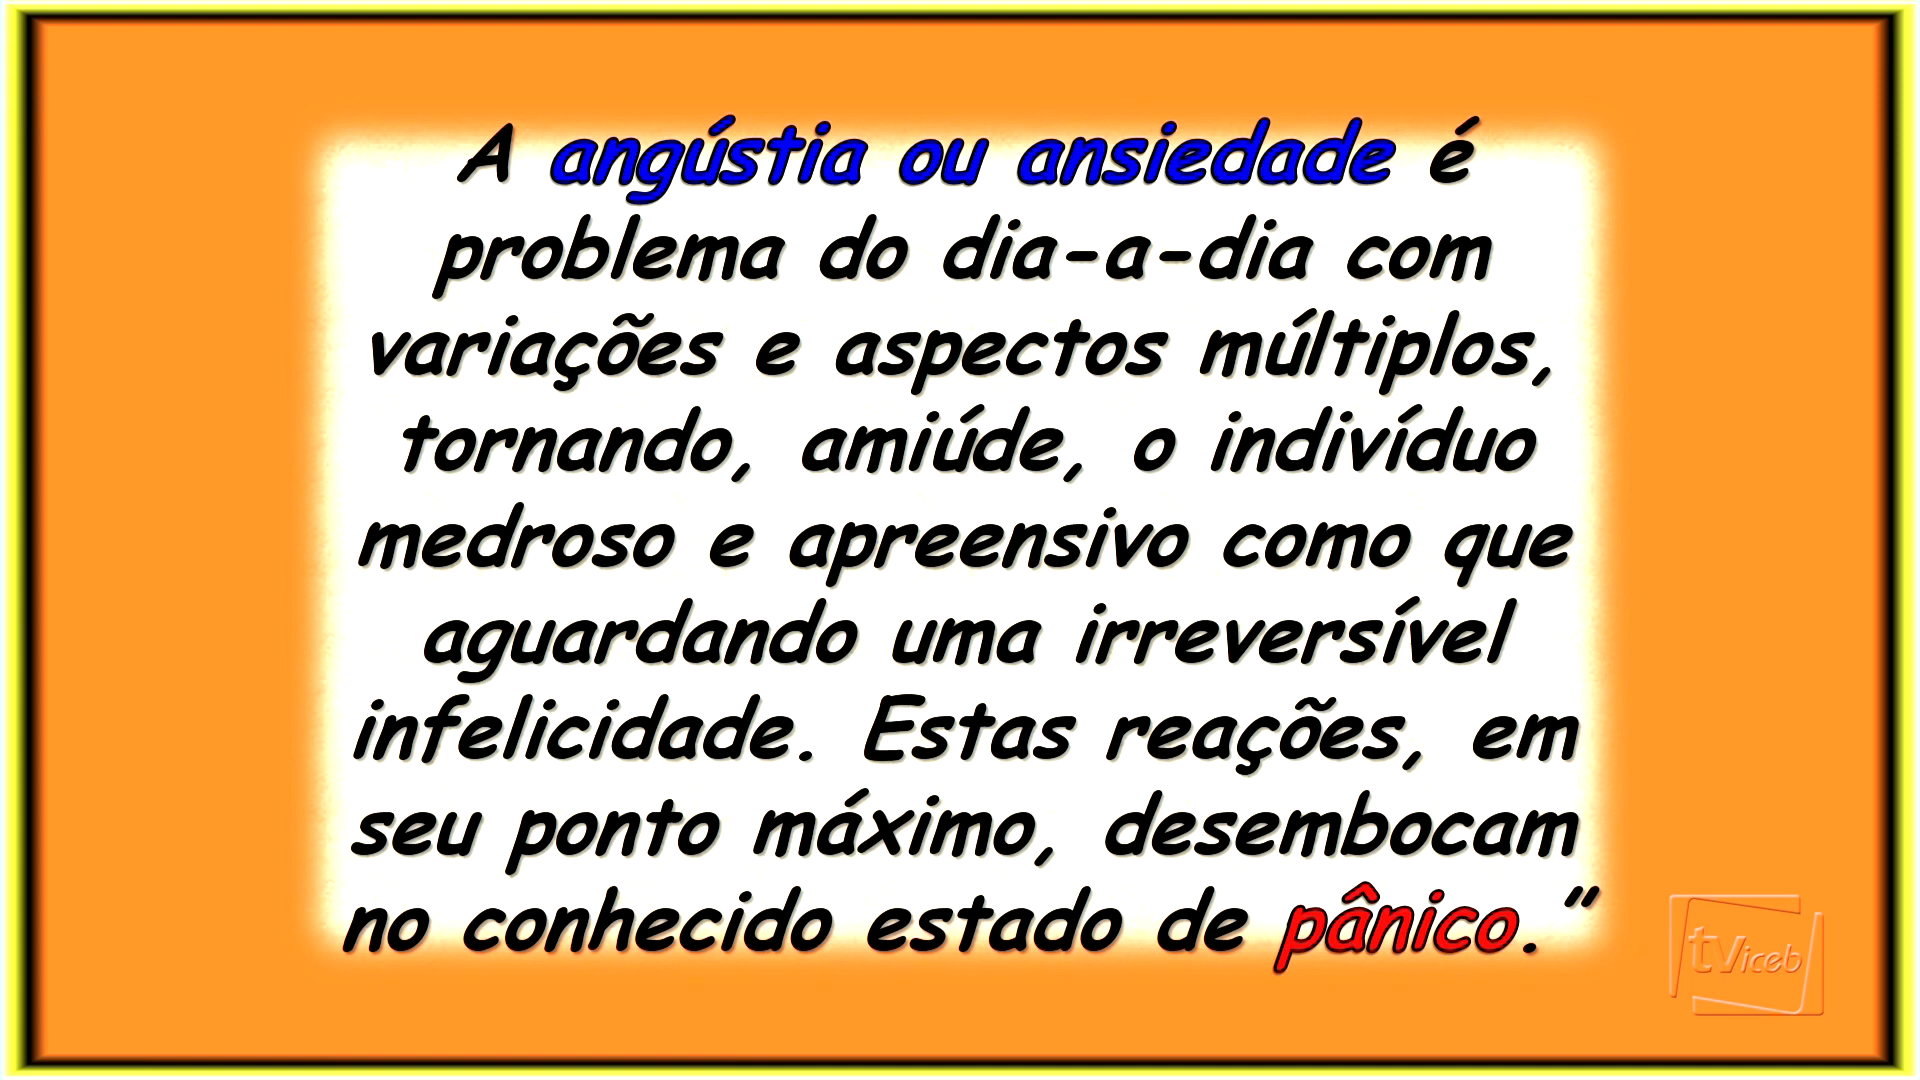 A angústia ou ansiedade é
problema do dia-a-dia com
variações e aspectos múltiplos,
tornando, amiúde, o indivíduo
medroso e apreensivo como que
aguardando uma irreversível
infelicidade. Estas reações, em
seu ponto máximo, desembocam
no conhecido estado de pânico.”
tViceb